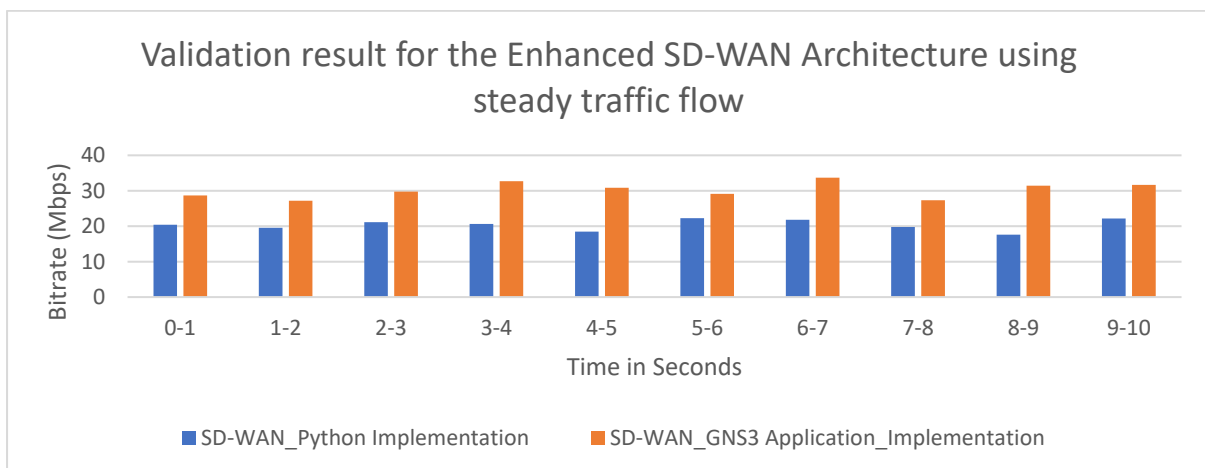 Validation result for the Enhanced SD-WAN Architecture using
steady traffic flow
Bitrate (Mbps)
40
30
20
10
0
0-1 1-2 2-3 3-4 4-5 5-6 6-7 7-8 8-9 9-10
Time in Seconds
SD-WAN_Python Implementation SD-WAN_GNS3 Application_Implementation